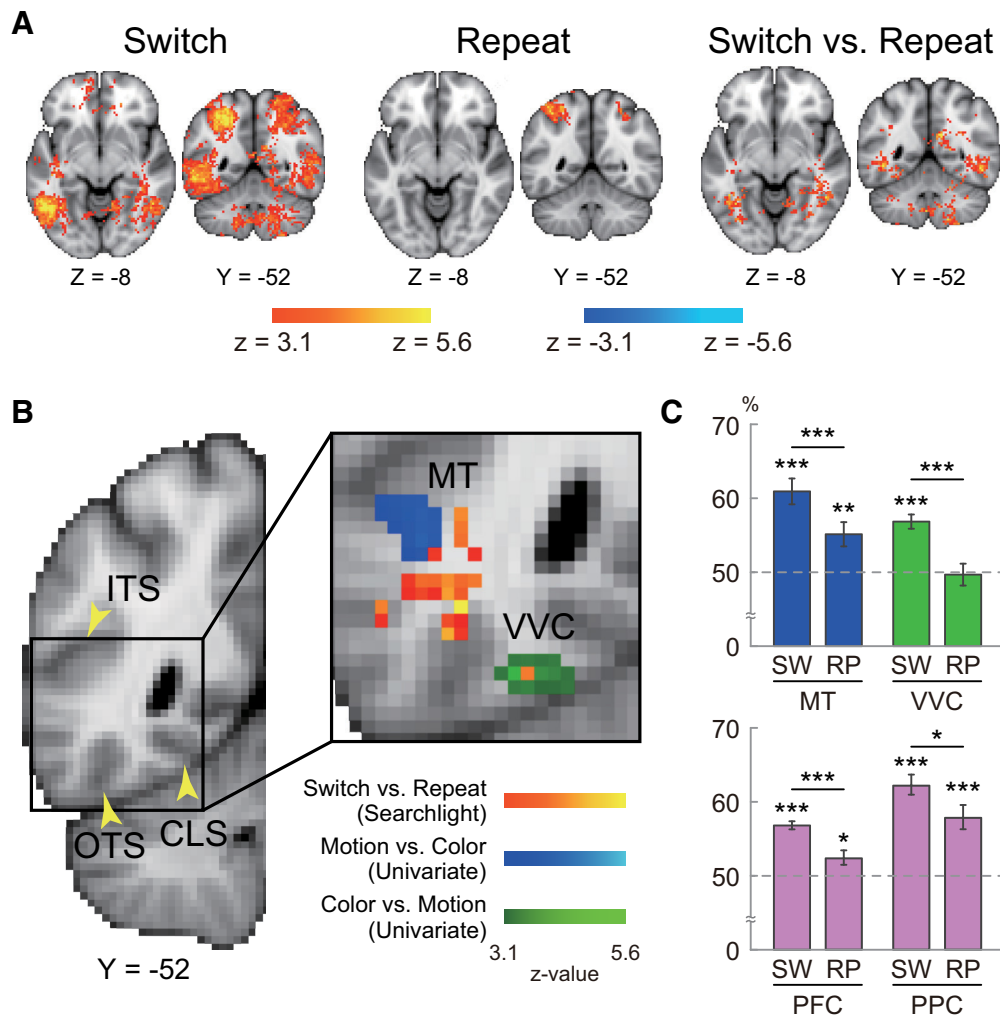 A
Switch Repeat Switch vs. Repeat
Z = -8 Y = -52 Z = -8 Y = -52 Z = -8 Y = -52
z = 3.1 z = 5.6 z = -3.1 z = -5.6
B
ITS
OTS
CLS
Y = -52
MT
VVC
Switch vs. Repeat
(Searchlight)
Motion vs. Color
(Univariate)
Color vs. Motion
(Univariate)
3.1 5.6
z-value
C
%
70
60
50
0
*** *** ** *** ***
SW RP SW RP
MT VVC
70
60
50
0
*** *** * * *** ***
SW RP SW RP
PFC PPC